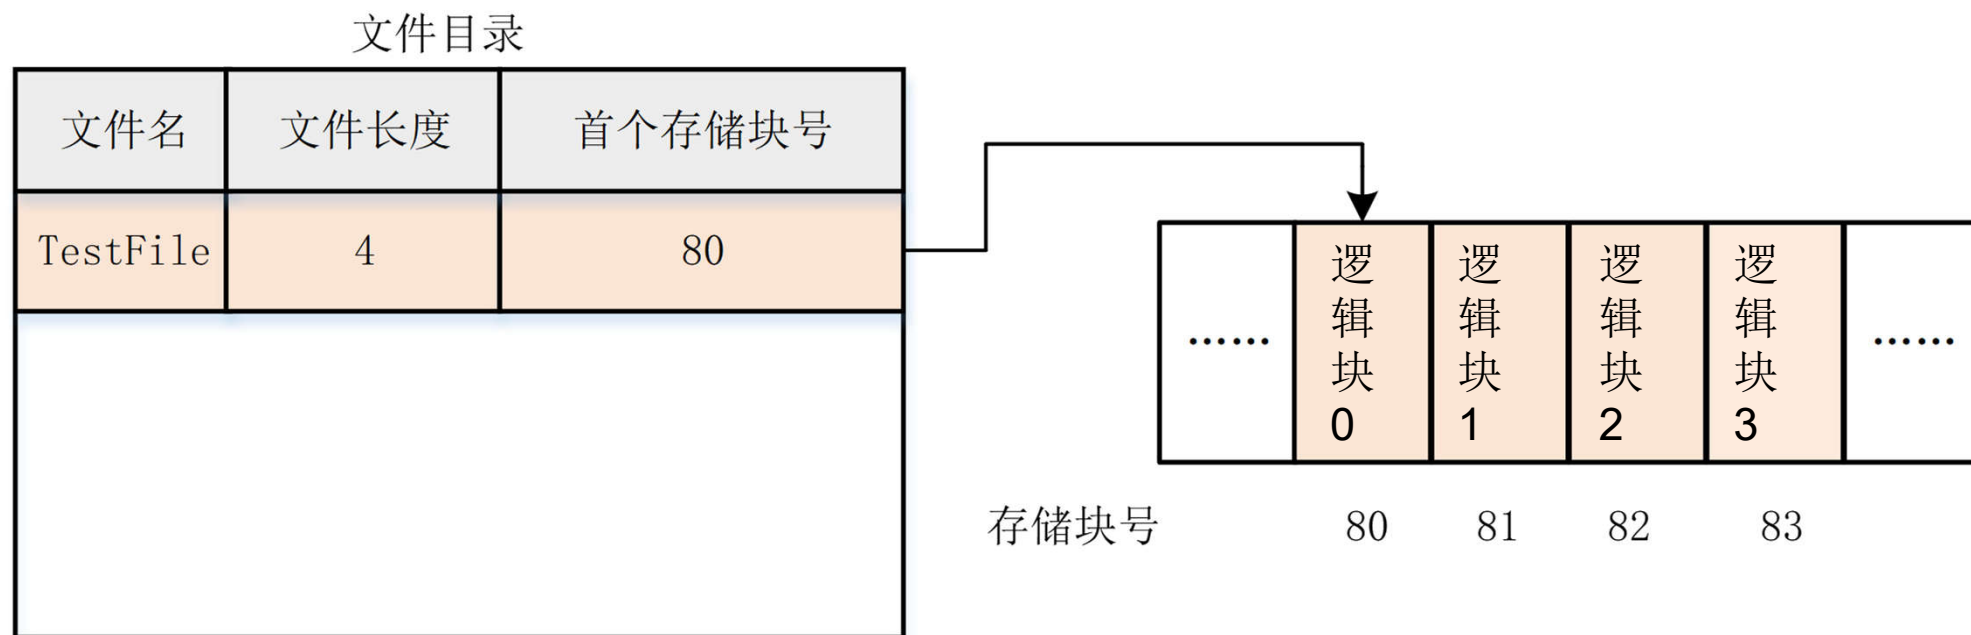 文件目录
文件名 文件长度 首个存储块号
TestFile 4 80
…… 逻辑块0 逻辑块1 逻辑块2 逻辑块3 ……
存储块号 80 81 82 83